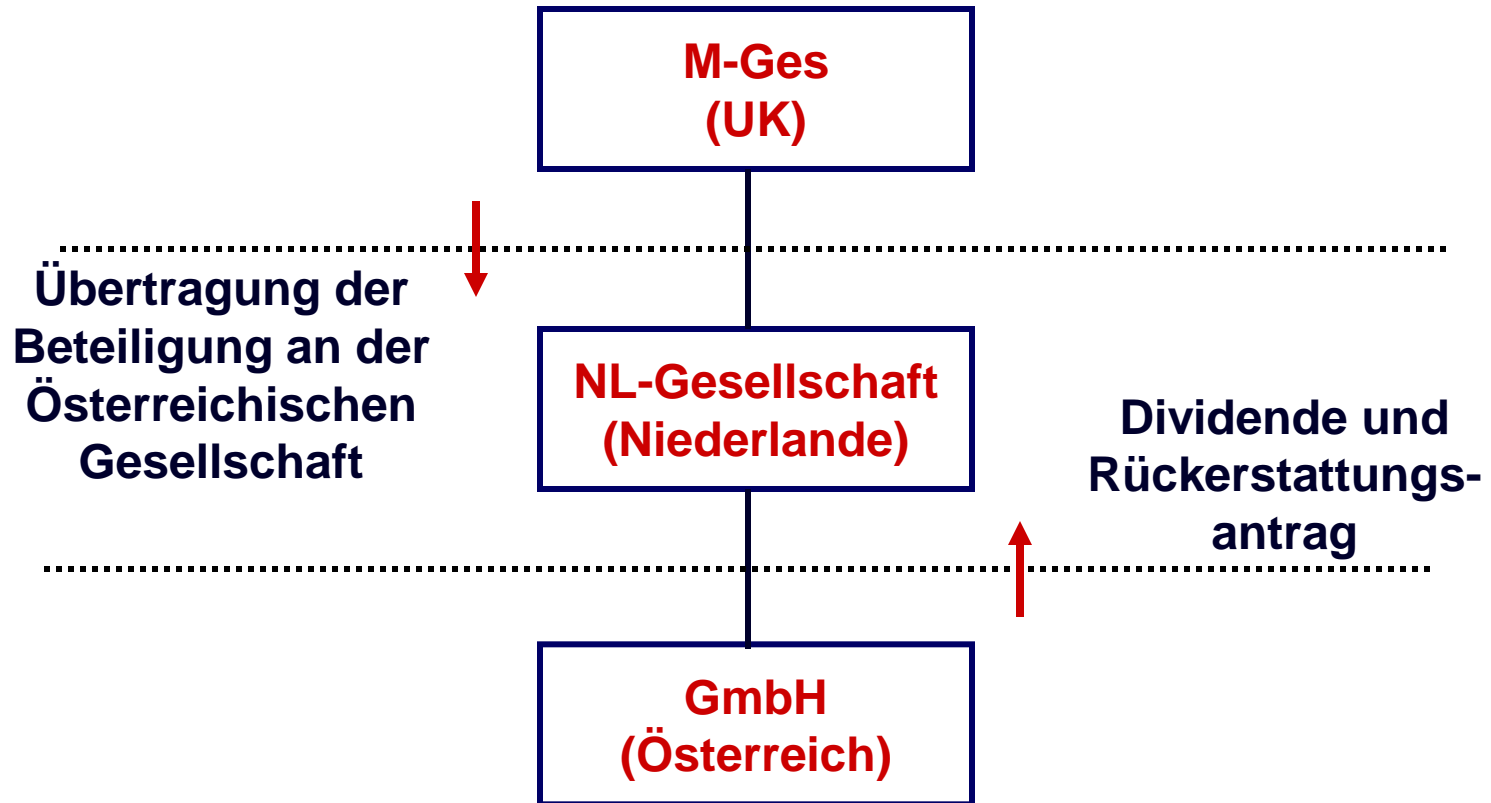 M-Ges
(UK)
Übertragung der
Beteiligung an der
Österreichischen
Gesellschaft
NL-Gesellschaft
(Niederlande)
Dividende und
Rückerstattungs-
antrag
GmbH
(Österreich)